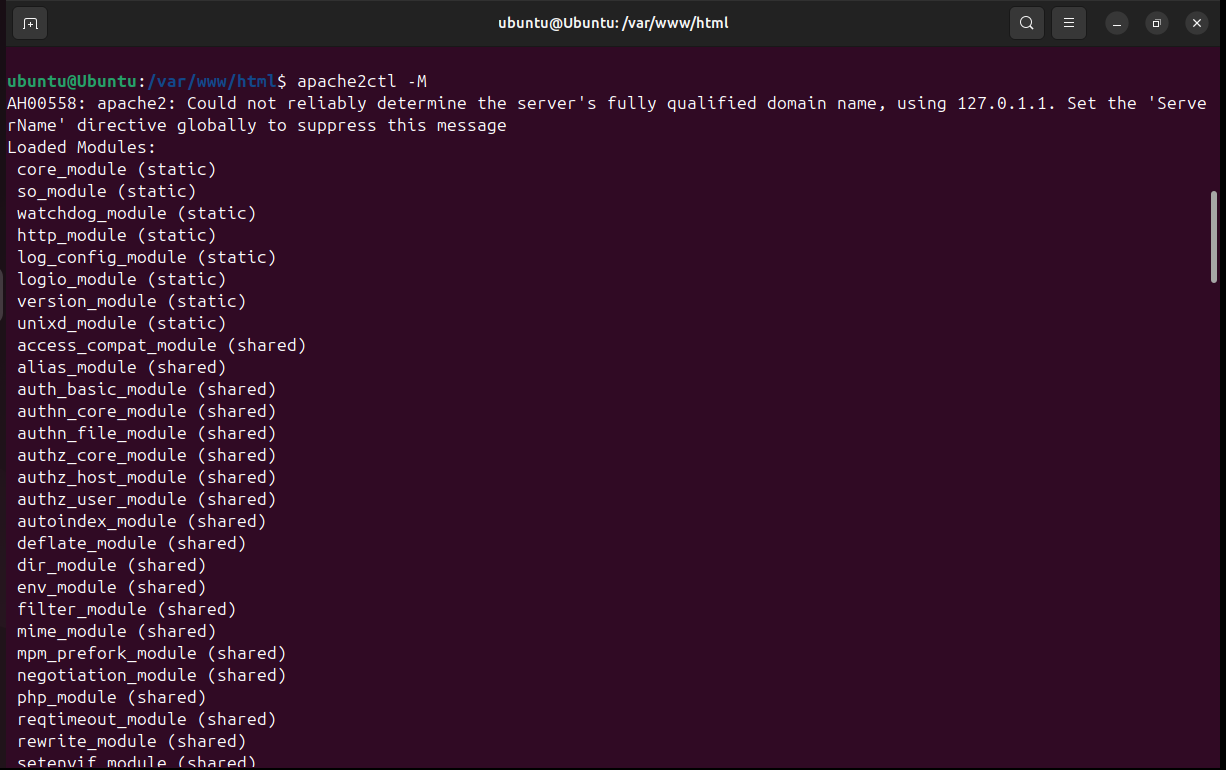 ubuntu@Ubuntu: /var/www/html
ubuntu@Ubuntu:/var/www/html$ apache2ctl -M
AH00558: apache2: Could not reliably determine the server's fully qualified domain name, using 127.0.1.1. Set the 'Serve
rName' directive globally to suppress this message
Loaded Modules:
 core_module (static)
 so_module (static)
 watchdog_module (static)
 http_module (static)
 log_config_module (static)
 logio_module (static)
 version_module (static)
 unixd_module (static)
 access_compat_module (shared)
 alias_module (shared)
 auth_basic_module (shared)
 authn_core_module (shared)
 authn_file_module (shared)
 authz_core_module (shared)
 authz_host_module (shared)
 authz_user_module (shared)
 autoindex_module (shared)
 deflate_module (shared)
 dir_module (shared)
 env_module (shared)
 filter_module (shared)
 mime_module (shared)
 mpm_prefork_module (shared)
 negotiation_module (shared)
 php_module (shared)
 reqtimeout_module (shared)
 rewrite_module (shared)
 setenvif_module (shared)